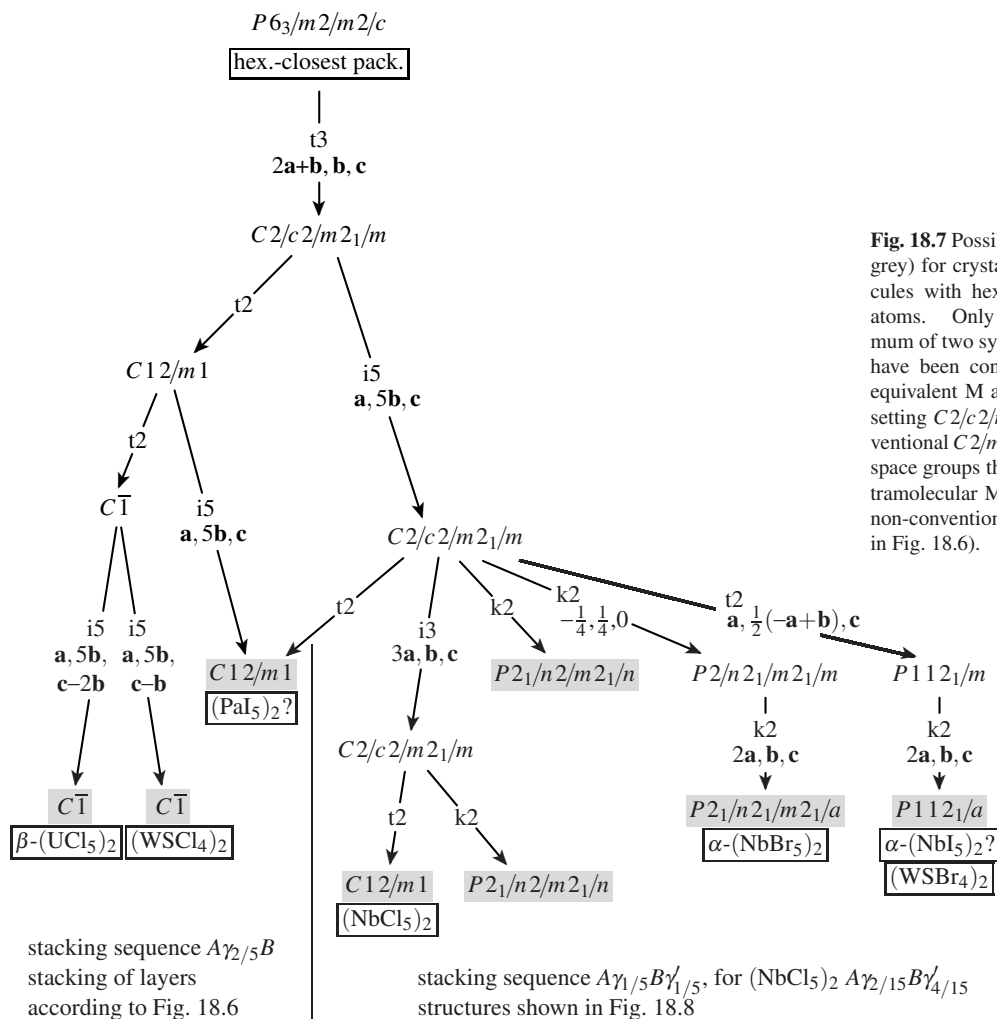 P6₃/m2/m2/c
hex.-closest pack.
t3
2a+b, b, c
C2/c2/m2₁/m
t2
i5
a, 5b, c
C12/m1
t2
i5
a, 5b, c
C1̅
i5
a, 5b,
c–2b
i5
a, 5b,
c–b
C1̅
β-(UCl₅)₂
C1̅
(WSCl₄)₂
C2/c2/m2₁/m
t2
i3
3a, b, c
k2
k2
−1/4, 1/4, 0
t2
a, 1/2(−a+b), c
C12/m1
(PaI₅)₂?
P2₁/n2/m2₁/n
P2/n2₁/m2₁/m
P112₁/m
C2/c2/m2₁/m
k2
2a, b, c
k2
2a, b, c
t2
k2
P2₁/n2₁/m2₁/a
α-(NbBr₅)₂
P112₁/a
α-(NbI₅)₂?
(WSBr₄)₂
C12/m1
(NbCl₅)₂
P2₁/n2/m2₁/n
stacking sequence Aγ₂/₅B
stacking of layers
according to Fig. 18.6
stacking sequence Aγ₁/₅Bγ′₁/₅, for (NbCl₅)₂ Aγ₂/₁₅Bγ′₄/₁₅
structures shown in Fig. 18.8
Fig. 18.7 Possi
grey) for crysta
cules with hex
atoms. Only
mum of two sy
have been con
equivalent M a
setting C2/c2/
ventional C2/m
space groups th
tramolecular M
non-convention
in Fig. 18.6).